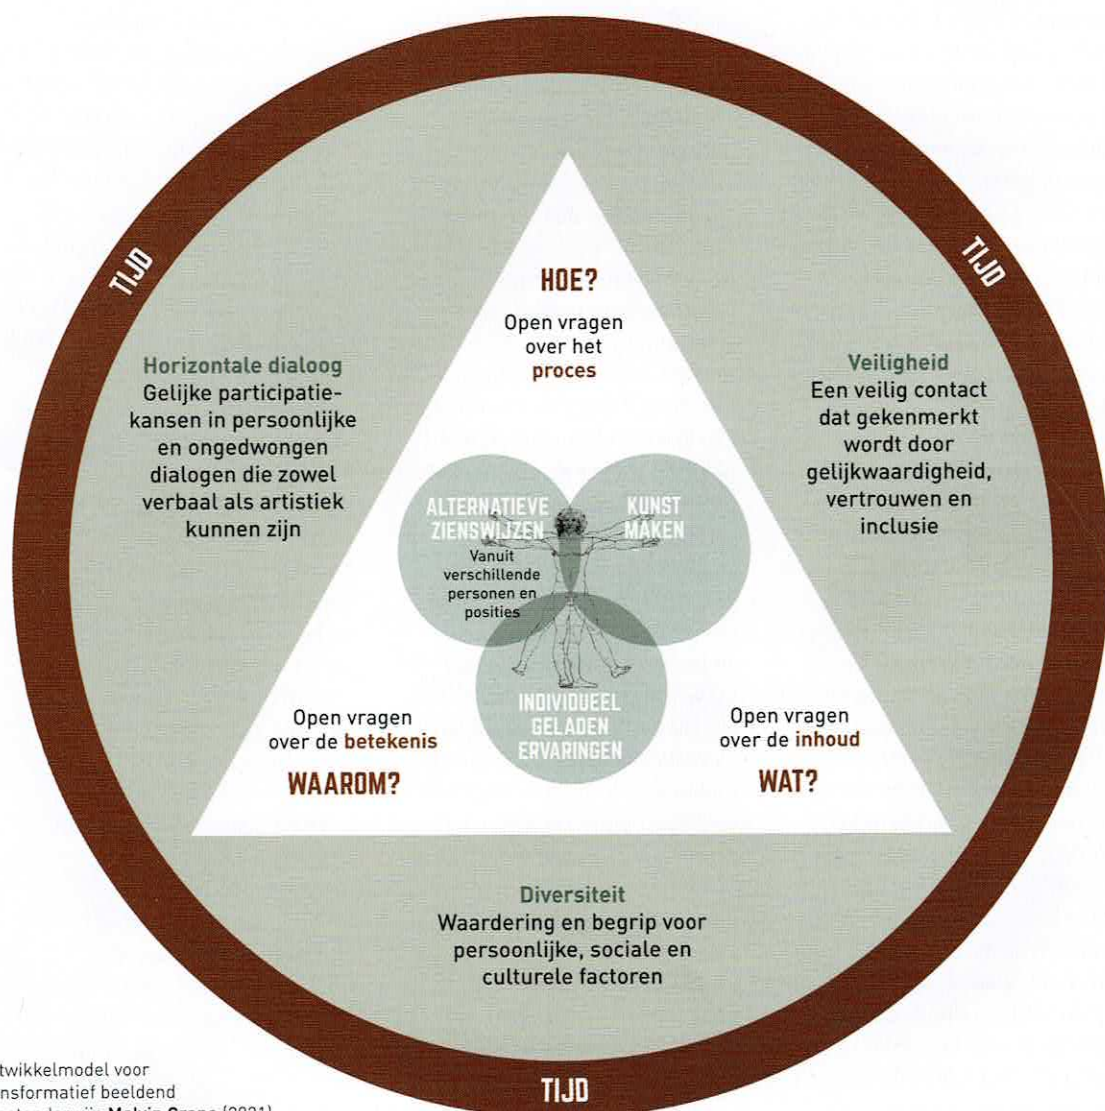 TIJD
TIJD
HOE?
Open vragen
over het
proces
Horizontale dialoog
Gelijke participatie-
kansen in persoonlijke
en ongedwongen
dialogen die zowel
verbaal als artistiek
kunnen zijn
Veiligheid
Een veilig contact
dat gekenmerkt
wordt door
gelijkwaardigheid,
vertrouwen en
inclusie
ALTERNATIEVE
ZIENSWIJZEN
Vanuit
verschillende
personen en
posities
KUNST
MAKEN
INDIVIDUEEL
GELADEN
ERVARINGEN
Open vragen
over de betekenis
WAAROM?
Open vragen
over de inhoud
WAT?
Diversiteit
Waardering en begrip voor
persoonlijke, sociale en
culturele factoren
TIJD
twikkelmodel voor
nsformatief beeldend